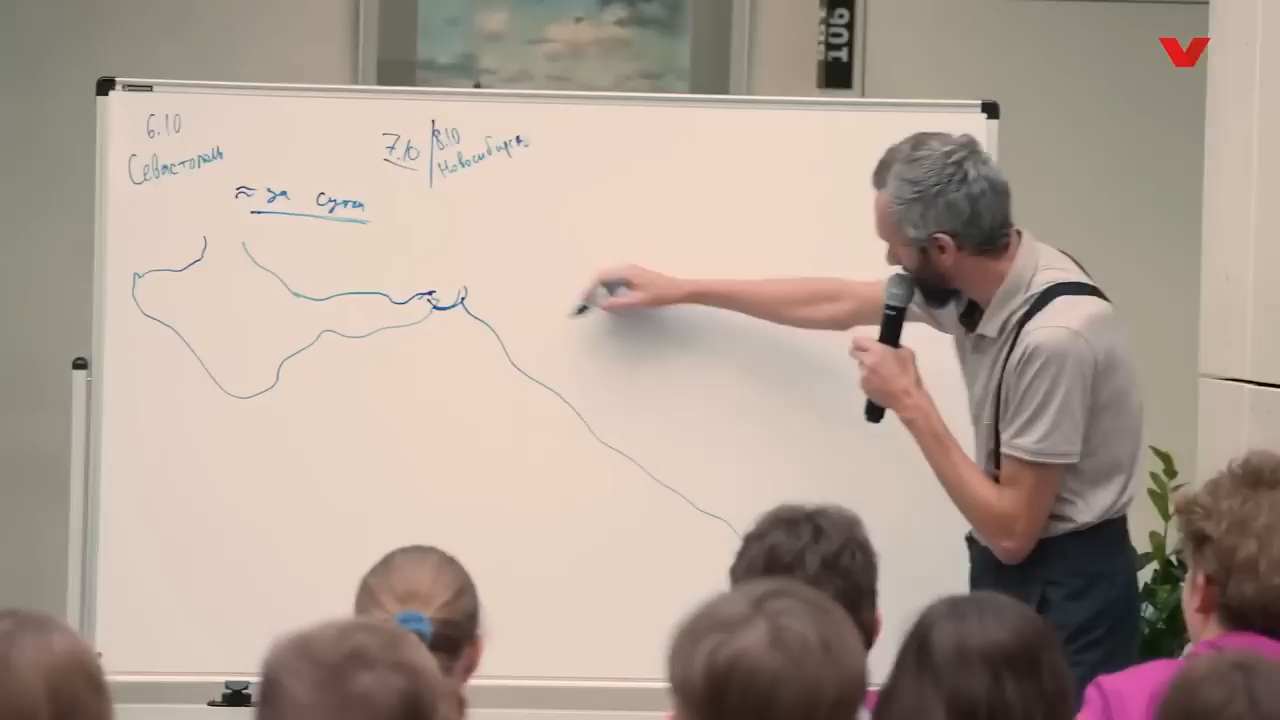 6.10
Севастополь
7.10
8.10
Новосибирск
≈ за сутки
106